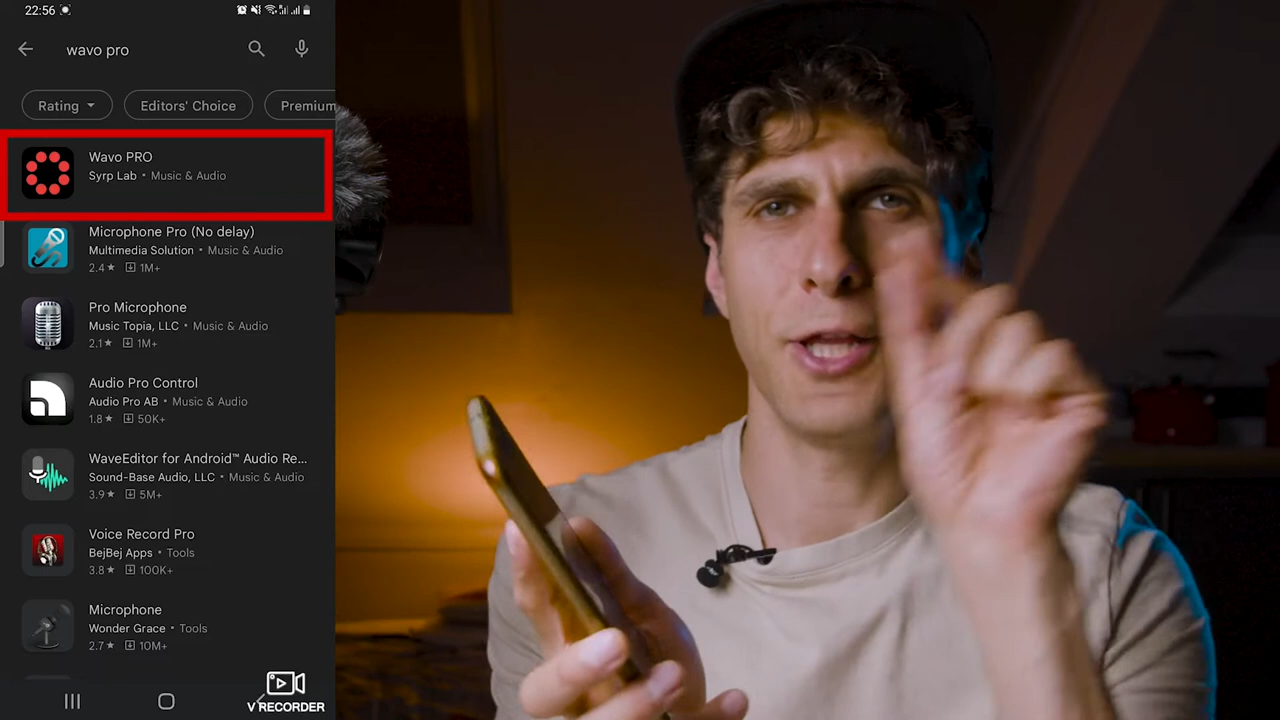 22:56
wavo pro
Rating
Editors' Choice
Premium
Wavo PRO
Syrp Lab • Music & Audio
Microphone Pro (No delay)
Multimedia Solution • Music & Audio
2.4★ 1M+
Pro Microphone
Music Topia, LLC • Music & Audio
2.1★ 1M+
Audio Pro Control
Audio Pro AB • Music & Audio
1.8★ 50K+
WaveEditor for Android™ Audio Re...
Sound-Base Audio, LLC • Music & Audio
3.9★ 5M+
Voice Record Pro
BejBej Apps • Tools
3.8★ 100K+
Microphone
Wonder Grace • Tools
2.7★ 10M+
V RECORDER